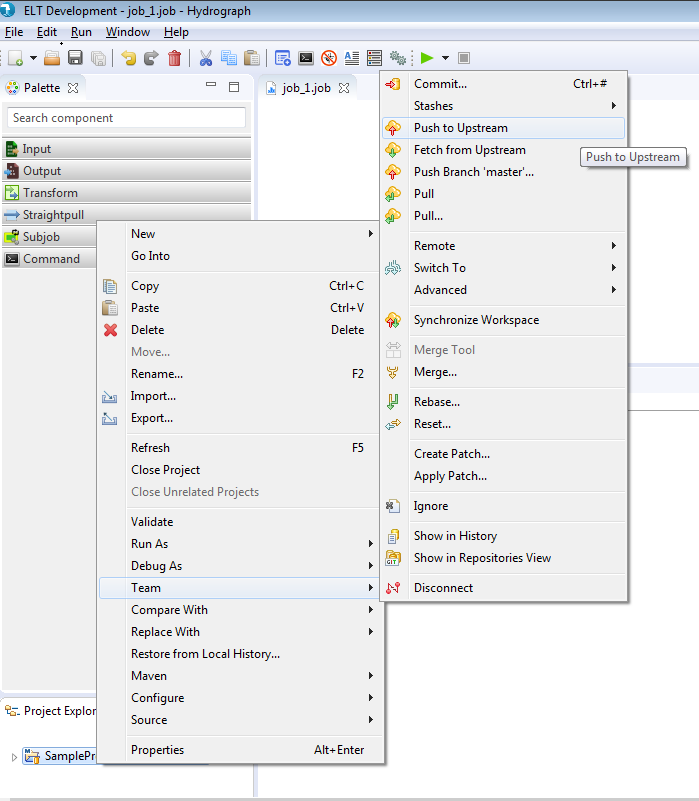 ELT Development - job_1.job - Hydrograph
File Edit Run Window Help
Palette
job_1.job
Search component
Input
Output
Transform
Straightpull
Subjob
Command
New
Go Into
Copy Ctrl+C
Paste Ctrl+V
Delete Delete
Move...
Rename... F2
Import...
Export...
Refresh F5
Close Project
Close Unrelated Projects
Validate
Run As
Debug As
Team
Compare With
Replace With
Restore from Local History...
Maven
Configure
Source
Properties Alt+Enter
Commit... Ctrl+#
Stashes
Push to Upstream
Fetch from Upstream
Push Branch 'master'...
Pull
Pull...
Remote
Switch To
Advanced
Synchronize Workspace
Merge Tool
Merge...
Rebase...
Reset...
Create Patch...
Apply Patch...
Ignore
Show in History
GIT Show in Repositories View
Disconnect
Push to Upstream
Project Explor
SamplePr